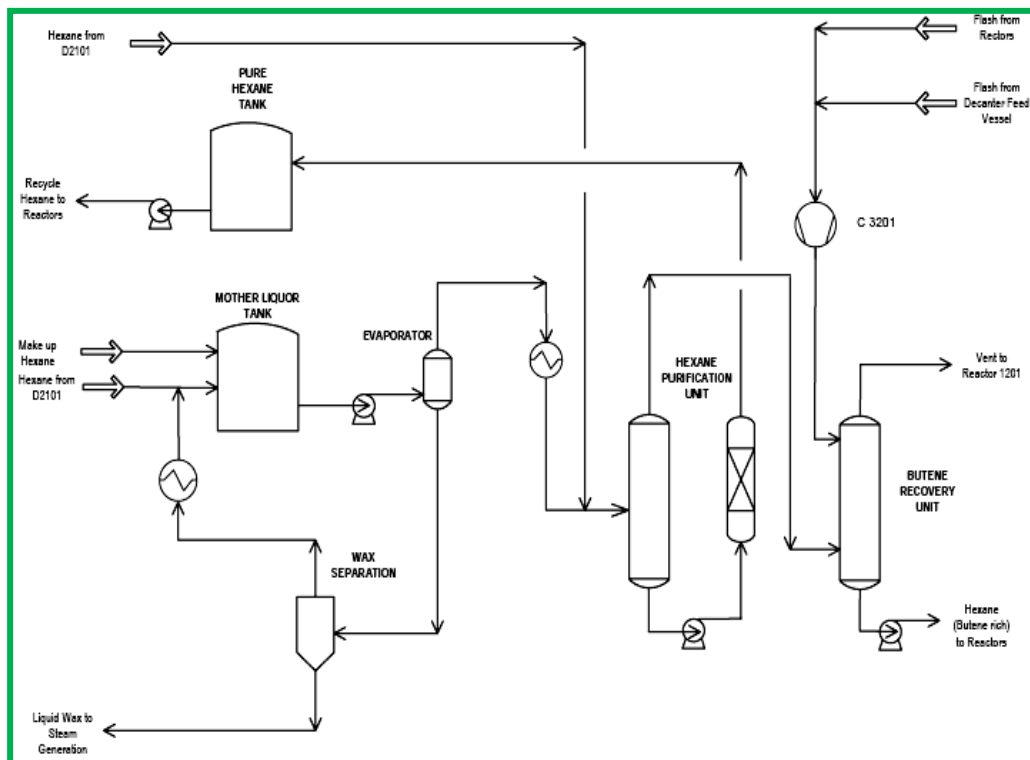 Hexane from
D2101
PURE
HEXANE
TANK
Flash from
Rectors
Flash from
Decanter Feed
Vessel
Recycle
Hexane to
Reactors
C 3201
MOTHER LIQUOR
TANK
EVAPORATOR
Make up
Hexane
Hexane from
D2101
HEXANE
PURIFICATION
UNIT
Vent to
Reactor 1201
BUTENE
RECOVERY
UNIT
WAX
SEPARATION
Hexane
(Butene rich)
to Reactors
Liquid Wax to
Steam
Generation